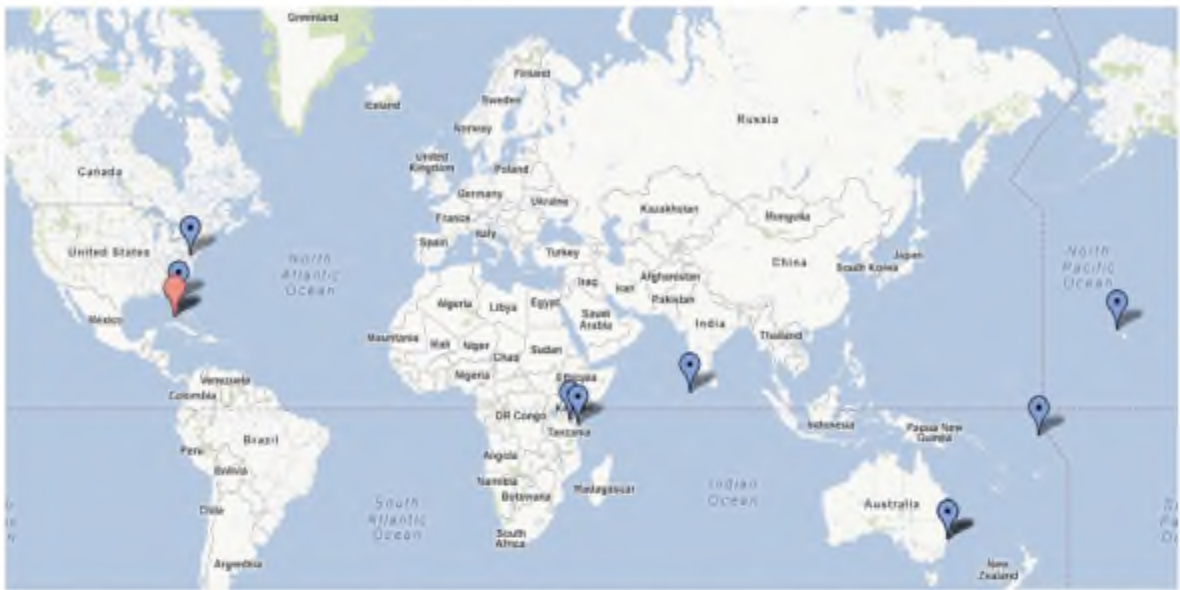 Greenland
Finland
Iceland
Sweden
Russia
Norway
United
Kingdom
Canada
Poland
Germany
Ukraine
Kazakhstan
Mongolia
France
Italy
United States
Spain
Turkey
North
Atlantic
Ocean
North
Pacific
Ocean
China
Japan
South Korea
Iraq
Iran
Afghanistan
Pakistan
Algeria
Libya
Egypt
Saudi
Arabia
India
México
Mauritania
Mali
Niger
Chad
Sudan
Thailand
Nigeria
Ethiopia
Venezuela
Colombia
DR Congo
Tanzania
Indonesia
Papua New
Guinea
Brazil
Peru
Bolivia
Angola
Namibia
Botswana
Madagascar
Indian
Ocean
South
Atlantic
Ocean
Australia
Chile
South
Africa
Argentina
New
Zealand